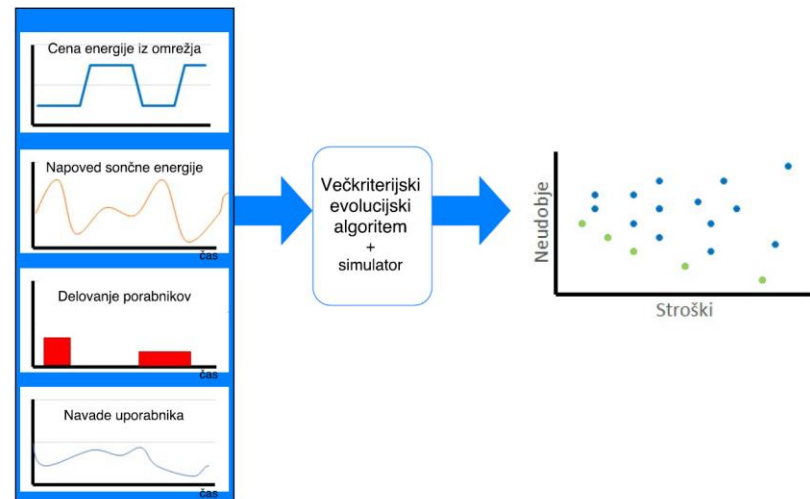 Cena energije iz omrežja
Napoved sončne energije
čas
Delovanje porabnikov
čas
Navade uporabnika
čas
Večkriterijski
evolucijski
algoritem
+
simulator
Neudobje
Stroški